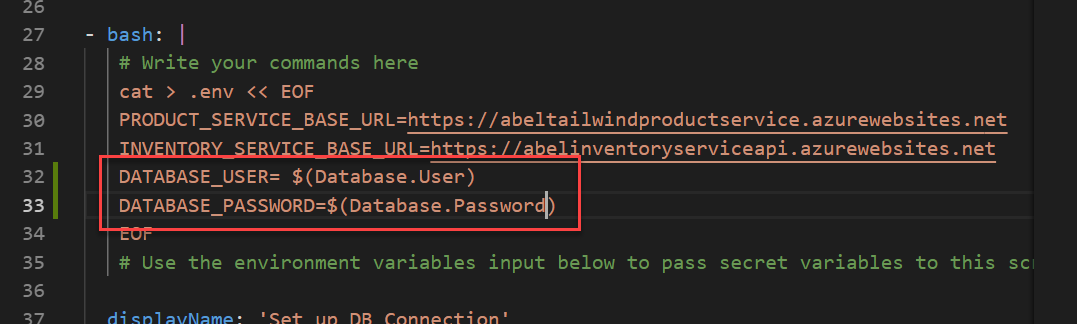 26
27 - bash: |
28 # Write your commands here
29 cat > .env << EOF
30 PRODUCT_SERVICE_BASE_URL=https://abeltailwindproductservice.azurewebsites.net
31 INVENTORY_SERVICE_BASE_URL=https://abelinventoryserviceapi.azurewebsites.net
32 DATABASE_USER= $(Database.User)
33 DATABASE_PASSWORD=$(Database.Password)
34 EOF
35 # Use the environment variables input below to pass secret variables to this scr
36
37 displayName: 'Set up DB Connection'